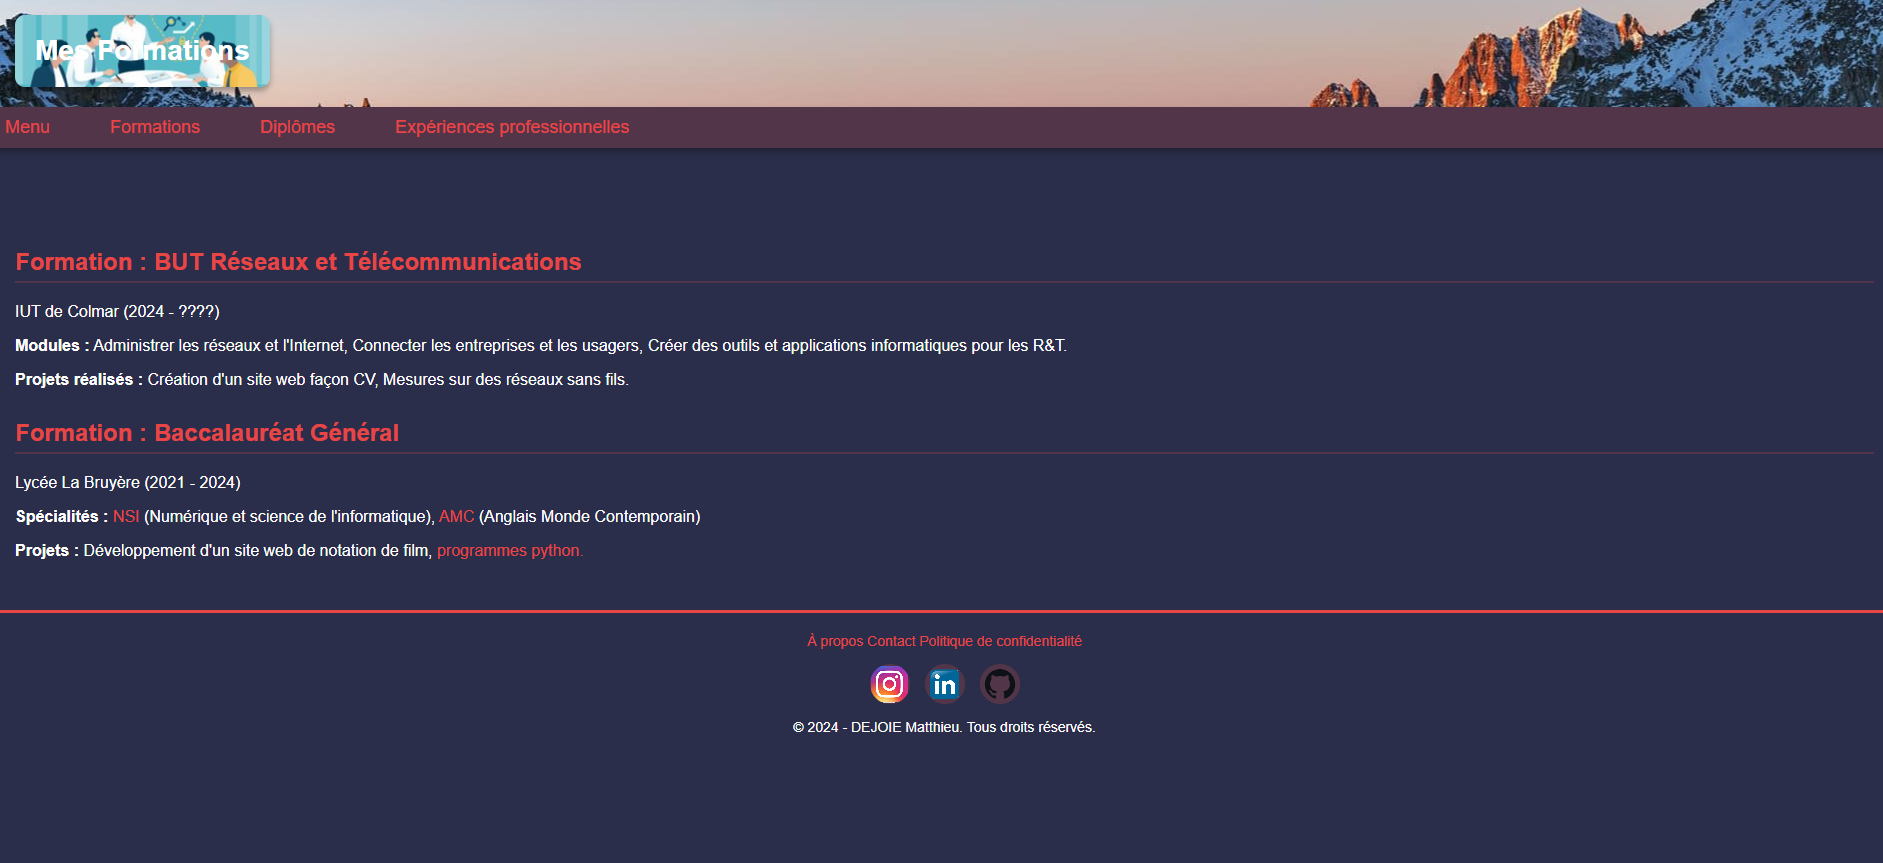 Mes Formations
Menu Formations Diplômes Expériences professionnelles
Formation : BUT Réseaux et Télécommunications
IUT de Colmar (2024 - ????)
Modules : Administrer les réseaux et l'Internet, Connecter les entreprises et les usagers, Créer des outils et applications informatiques pour les R&T.
Projets réalisés : Création d'un site web façon CV, Mesures sur des réseaux sans fils.
Formation : Baccalauréat Général
Lycée La Bruyère (2021 - 2024)
Spécialités : NSI (Numérique et science de l'informatique), AMC (Anglais Monde Contemporain)
Projets : Développement d'un site web de notation de film, programmes python.
À propos Contact Politique de confidentialité
in
© 2024 - DEJOIE Matthieu. Tous droits réservés.